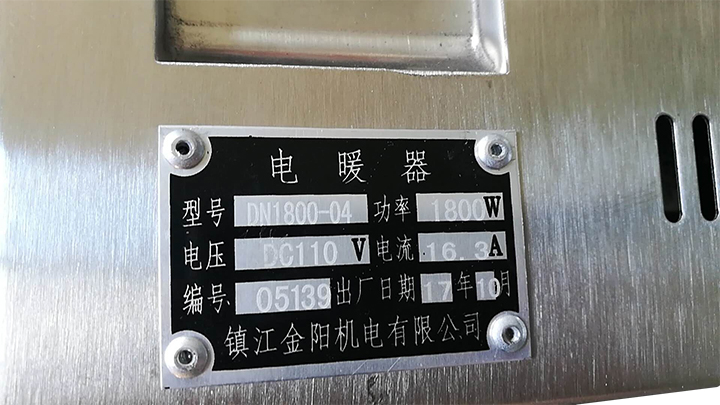 电暖器
型号 DN1800-04 功率 1800W
电压 DC110 V 电流 16.3A
编号 05139 出厂日期 17年10月
镇江金阳机电有限公司